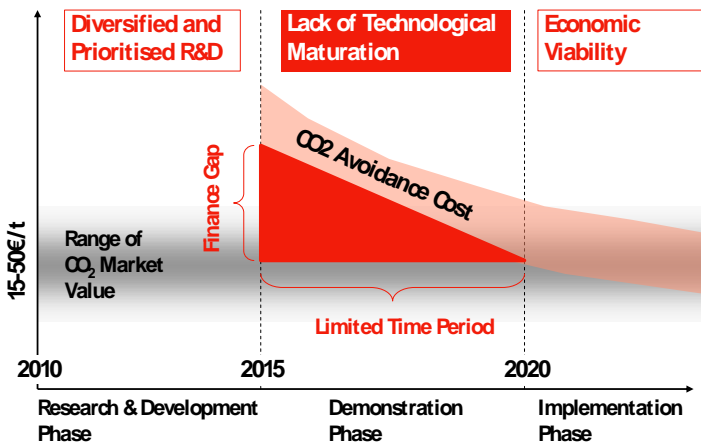 Diversified and
Prioritised R&D
Lack of Technological
Maturation
Economic
Viability
CO2 Avoidance Cost
Finance Gap
15-50€/t
Range of
CO₂ Market
Value
Limited Time Period
2010
2015
2020
Research & Development
Phase
Demonstration
Phase
Implementation
Phase